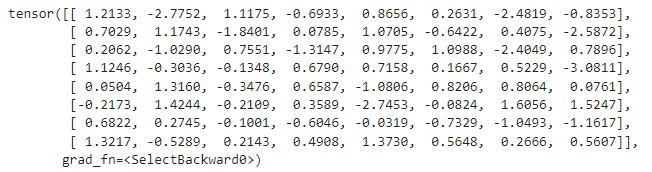 tensor([[ 1.2133, -2.7752,  1.1175, -0.6933,  0.8656,  0.2631, -2.4819, -0.8353],
        [ 0.7029,  1.1743, -1.8401,  0.0785,  1.0705, -0.6422,  0.4075, -2.5872],
        [ 0.2062, -1.0290,  0.7551, -1.3147,  0.9775,  1.0988, -2.4049,  0.7896],
        [ 1.1246, -0.3036, -0.1348,  0.6790,  0.7158,  0.1667,  0.5229, -3.0811],
        [ 0.0504,  1.3160, -0.3476,  0.6587, -1.0806,  0.8206,  0.8064,  0.0761],
        [-0.2173,  1.4244, -0.2109,  0.3589, -2.7453, -0.0824,  1.6056,  1.5247],
        [ 0.6822,  0.2745, -0.1001, -0.6046, -0.0319, -0.7329, -1.0493, -1.1617],
        [ 1.3217, -0.5289,  0.2143,  0.4908,  1.3730,  0.5648,  0.2666,  0.5607]],
       grad_fn=<SelectBackward0>)